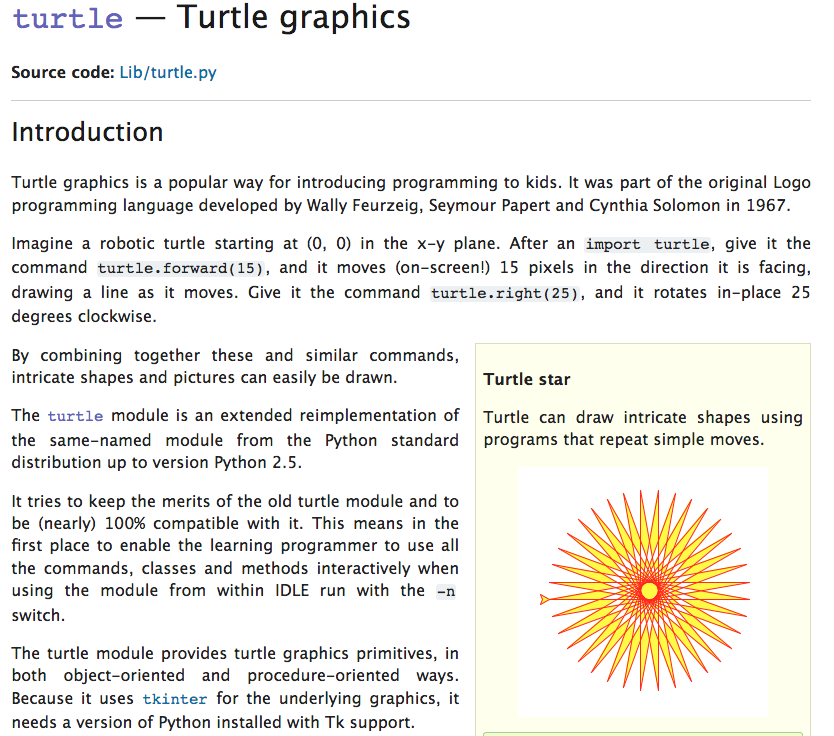 turtle — Turtle graphics
Source code: Lib/turtle.py
Introduction
Turtle graphics is a popular way for introducing programming to kids. It was part of the original Logo
programming language developed by Wally Feurzeig, Seymour Papert and Cynthia Solomon in 1967.
Imagine a robotic turtle starting at (0, 0) in the x-y plane. After an import turtle, give it the
command turtle.forward(15), and it moves (on-screen!) 15 pixels in the direction it is facing,
drawing a line as it moves. Give it the command turtle.right(25), and it rotates in-place 25
degrees clockwise.
By combining together these and similar commands,
intricate shapes and pictures can easily be drawn.
The turtle module is an extended reimplementation of
the same-named module from the Python standard
distribution up to version Python 2.5.
It tries to keep the merits of the old turtle module and to
be (nearly) 100% compatible with it. This means in the
first place to enable the learning programmer to use all
the commands, classes and methods interactively when
using the module from within IDLE run with the -n
switch.
The turtle module provides turtle graphics primitives, in
both object-oriented and procedure-oriented ways.
Because it uses tkinter for the underlying graphics, it
needs a version of Python installed with Tk support.
Turtle star
Turtle can draw intricate shapes using
programs that repeat simple moves.